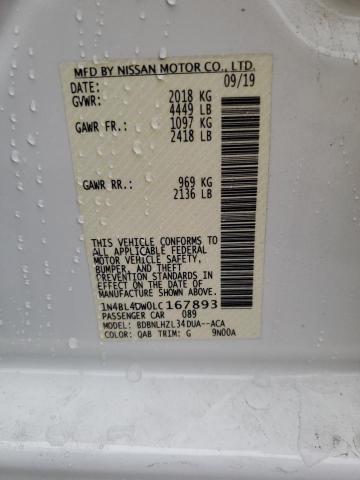 MFD BY NISSAN MOTOR CO., LTD.
DATE: 09/19
GVWR: 2018 KG
4449 LB
GAWR FR: 1097 KG
2418 LB
GAWR RR: 969 KG
2136 LB
THIS VEHICLE CONFORMS TO
ALL APPLICABLE FEDERAL
MOTOR VEHICLE SAFETY,
BUMPER, AND THEFT
PREVENTION STANDARDS IN
EFFECT ON THE DATE OF
MANUFACTURE SHOWN ABOVE.
1N4BL4DW0LC167893
PASSENGER CAR 089
MODEL: BDBNLHZL34DUA--ACA
COLOR: QAB TRIM: G 9N00A